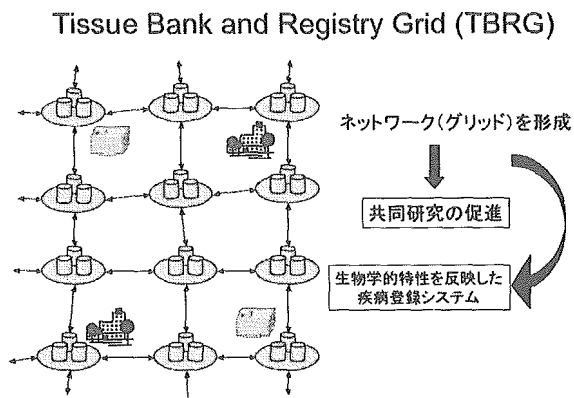 Tissue Bank and Registry Grid (TBRG)
ネットワーク(グリッド)を形成
共同研究の促進
生物学的特性を反映した
疾病登録システム